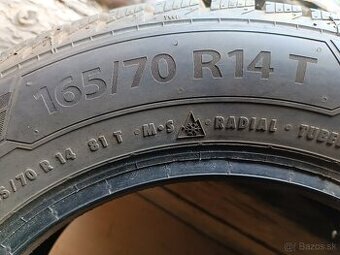 165/70 R14 T
/70 R 14 81 T · M+S RADIAL · TUBE
Bazos.sk